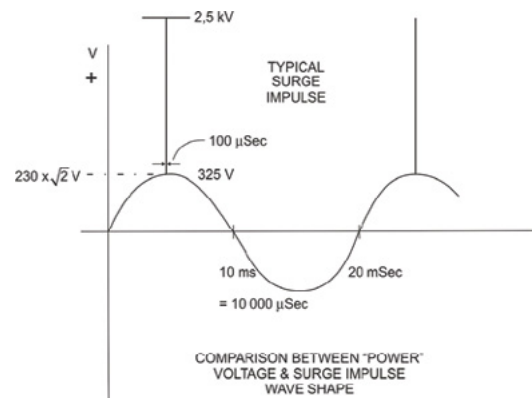 2,5 kV
V
+
TYPICAL
SURGE
IMPULSE
100 µSec
230 x√2 V
325 V
10 ms
20 mSec
= 10 000 µSec
COMPARISON BETWEEN "POWER"
VOLTAGE & SURGE IMPULSE
WAVE SHAPE